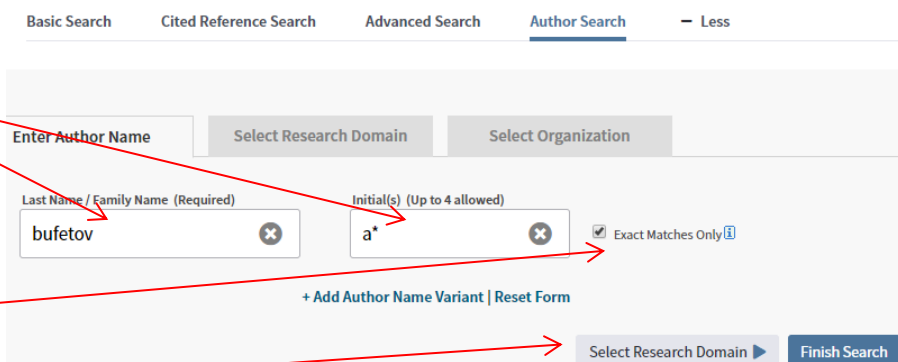 Basic Search Cited Reference Search Advanced Search Author Search − Less
Enter Author Name Select Research Domain Select Organization
Last Name / Family Name (Required) Initial(s) (Up to 4 allowed)
bufetov a* Exact Matches Only
+ Add Author Name Variant | Reset Form
Select Research Domain Finish Search